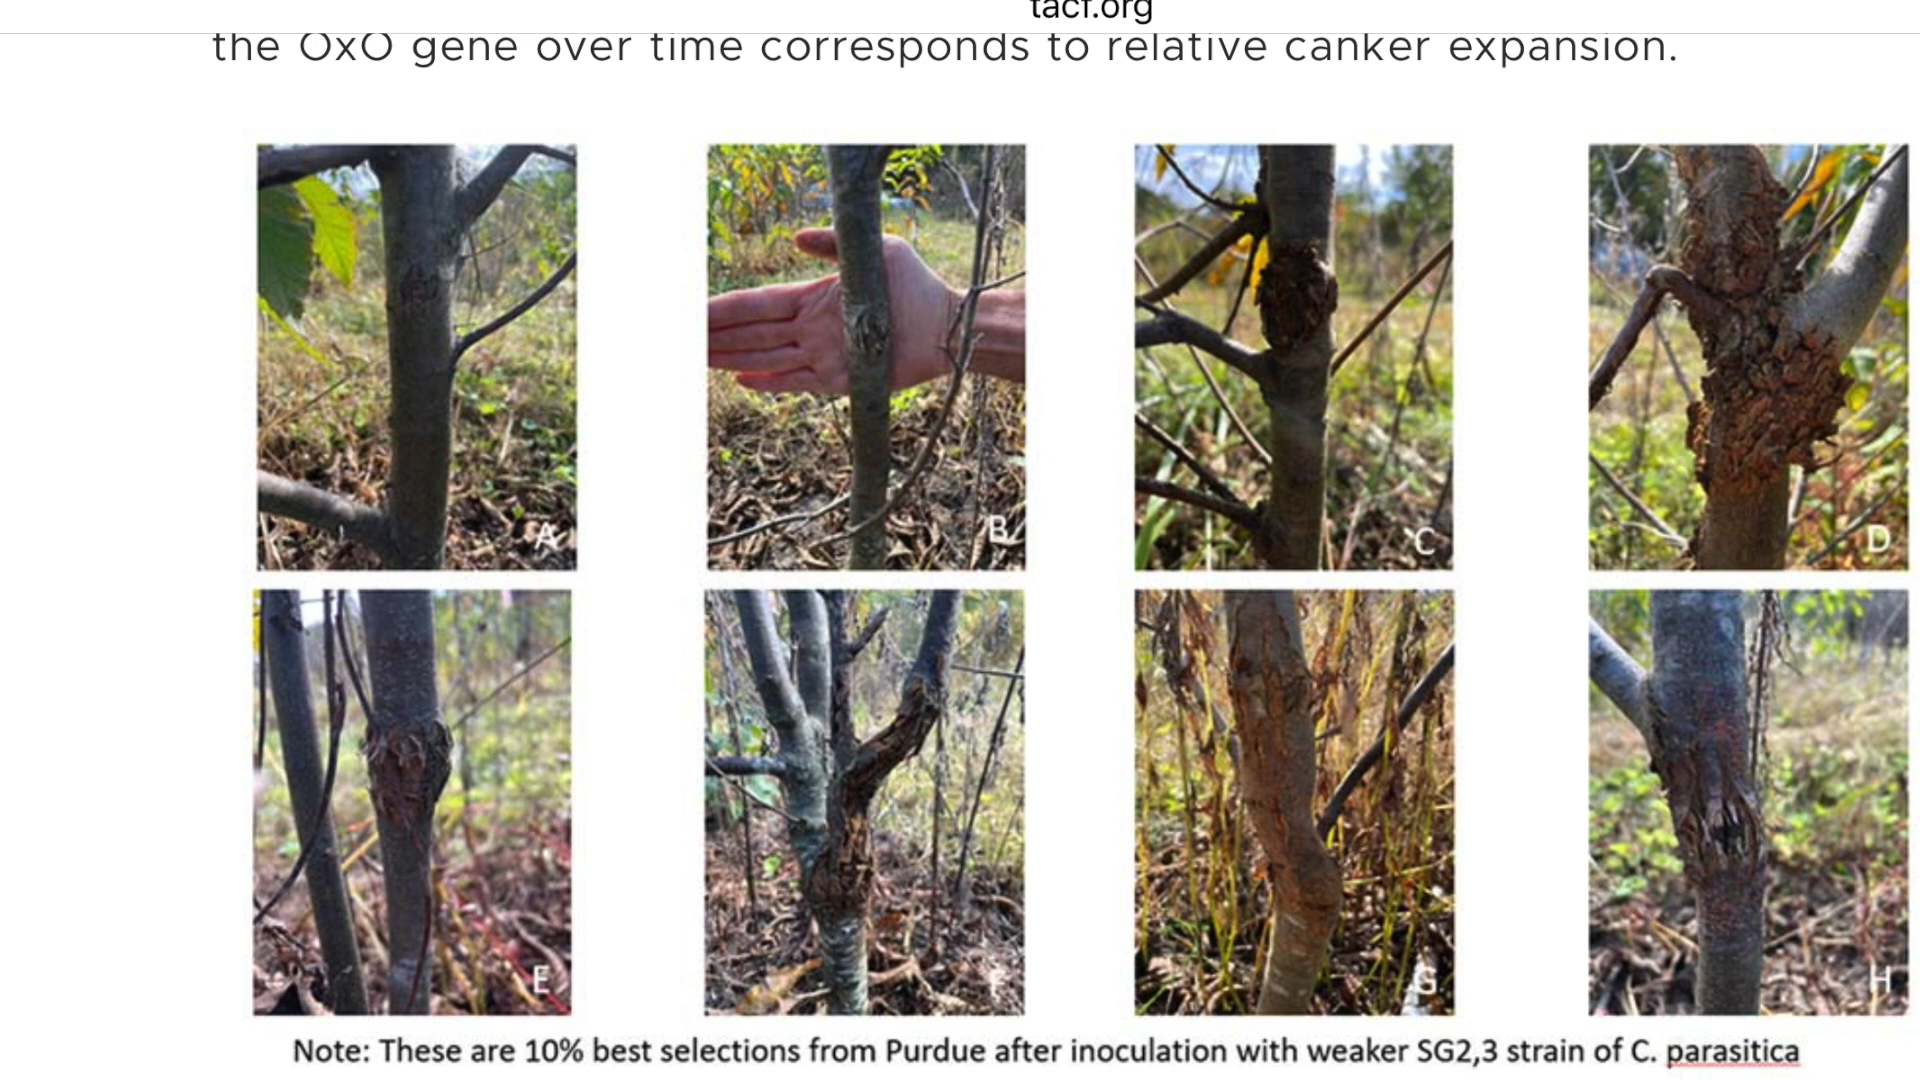 tacf.org
the OxO gene over time corresponds to relative canker expansion.
A
B
C
D
E
F
G
H
Note: These are 10% best selections from Purdue after inoculation with weaker SG2,3 strain of C. parasitica